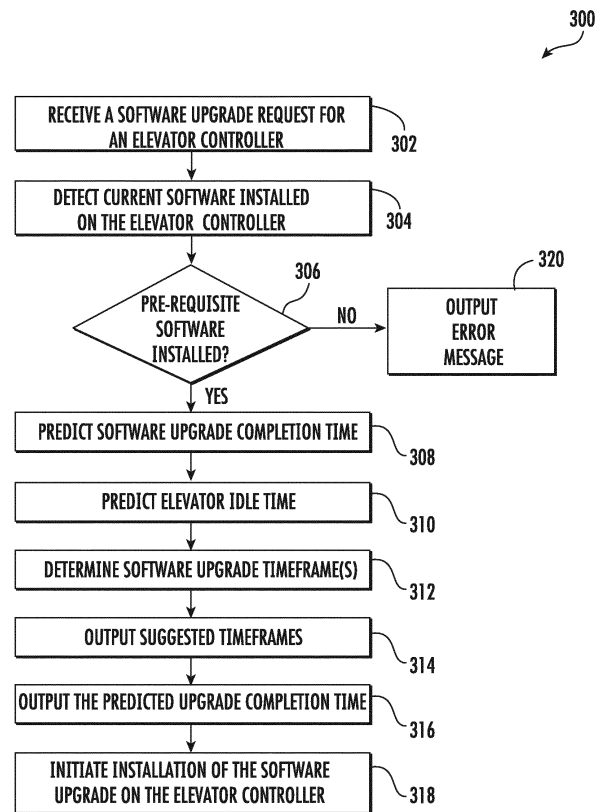 300
RECEIVE A SOFTWARE UPGRADE REQUEST FOR
AN ELEVATOR CONTROLLER
302
DETECT CURRENT SOFTWARE INSTALLED
ON THE ELEVATOR CONTROLLER
304
306
PRE-REQUISITE
SOFTWARE
INSTALLED?
NO
320
OUTPUT
ERROR
MESSAGE
YES
PREDICT SOFTWARE UPGRADE COMPLETION TIME
308
PREDICT ELEVATOR IDLE TIME
310
DETERMINE SOFTWARE UPGRADE TIMEFRAME(S)
312
OUTPUT SUGGESTED TIMEFRAMES
314
OUTPUT THE PREDICTED UPGRADE COMPLETION TIME
316
INITIATE INSTALLATION OF THE SOFTWARE
UPGRADE ON THE ELEVATOR CONTROLLER
318